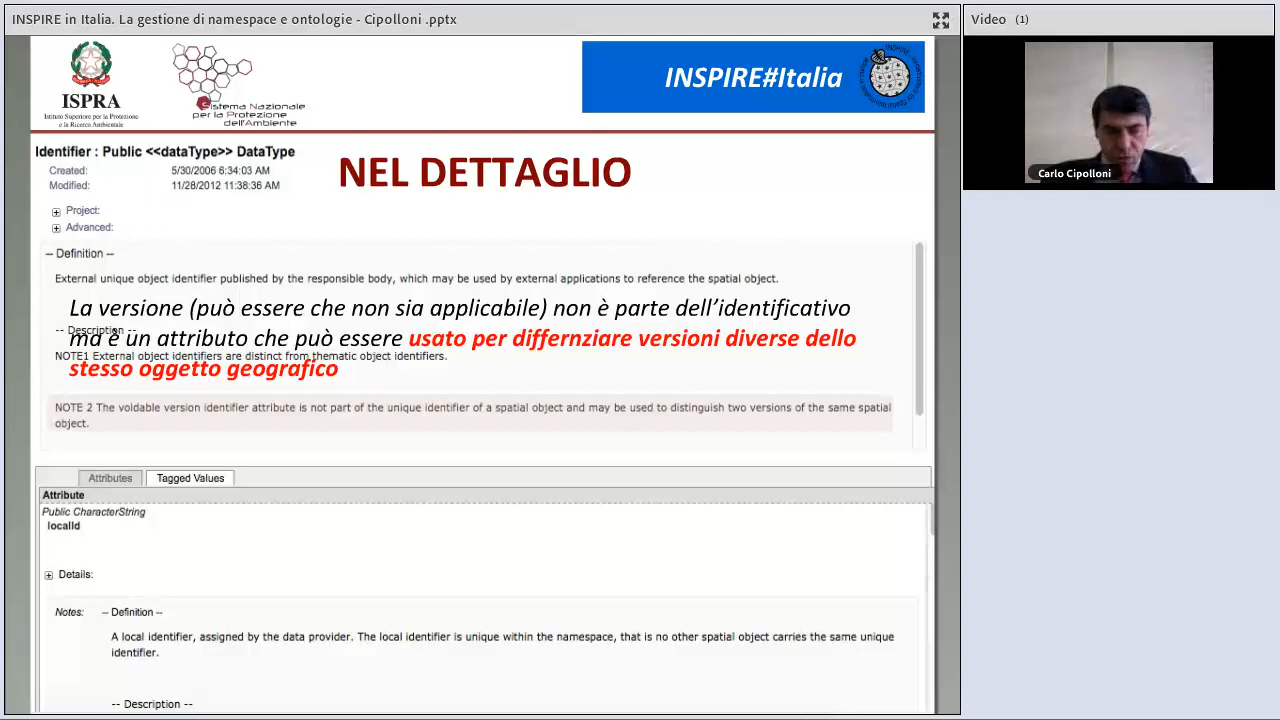 INSPIRE in Italia. La gestione di namespace e ontologie - Cipolloni .pptx
Video (1)
ISPRA
Istituto Superiore per la Protezione
e la Ricerca Ambientale
Sistema Nazionale
per la Protezione
dell'Ambiente
INSPIRE#Italia
INSPIRE
Carlo Cipolloni
Identifier : Public <<dataType>> DataType
Created: 5/30/2006 6:34:03 AM
Modified: 11/28/2012 11:38:36 AM
NEL DETTAGLIO
Project:
Advanced:
-- Definition --
External unique object identifier published by the responsible body, which may be used by external applications to reference the spatial object.
La versione (può essere che non sia applicabile) non è parte dell'identificativo
-- Description --
ma è un attributo che può essere usato per differnziare versioni diverse dello
NOTE1 External object identifiers are distinct from thematic object identifiers.
stesso oggetto geografico
NOTE 2 The voidable version identifier attribute is not part of the unique identifier of a spatial object and may be used to distinguish two versions of the same spatial
object.
Attributes Tagged Values
Attribute
Public CharacterString
localId
Details:
Notes: -- Definition --
A local identifier, assigned by the data provider. The local identifier is unique within the namespace, that is no other spatial object carries the same unique
identifier.
-- Description --